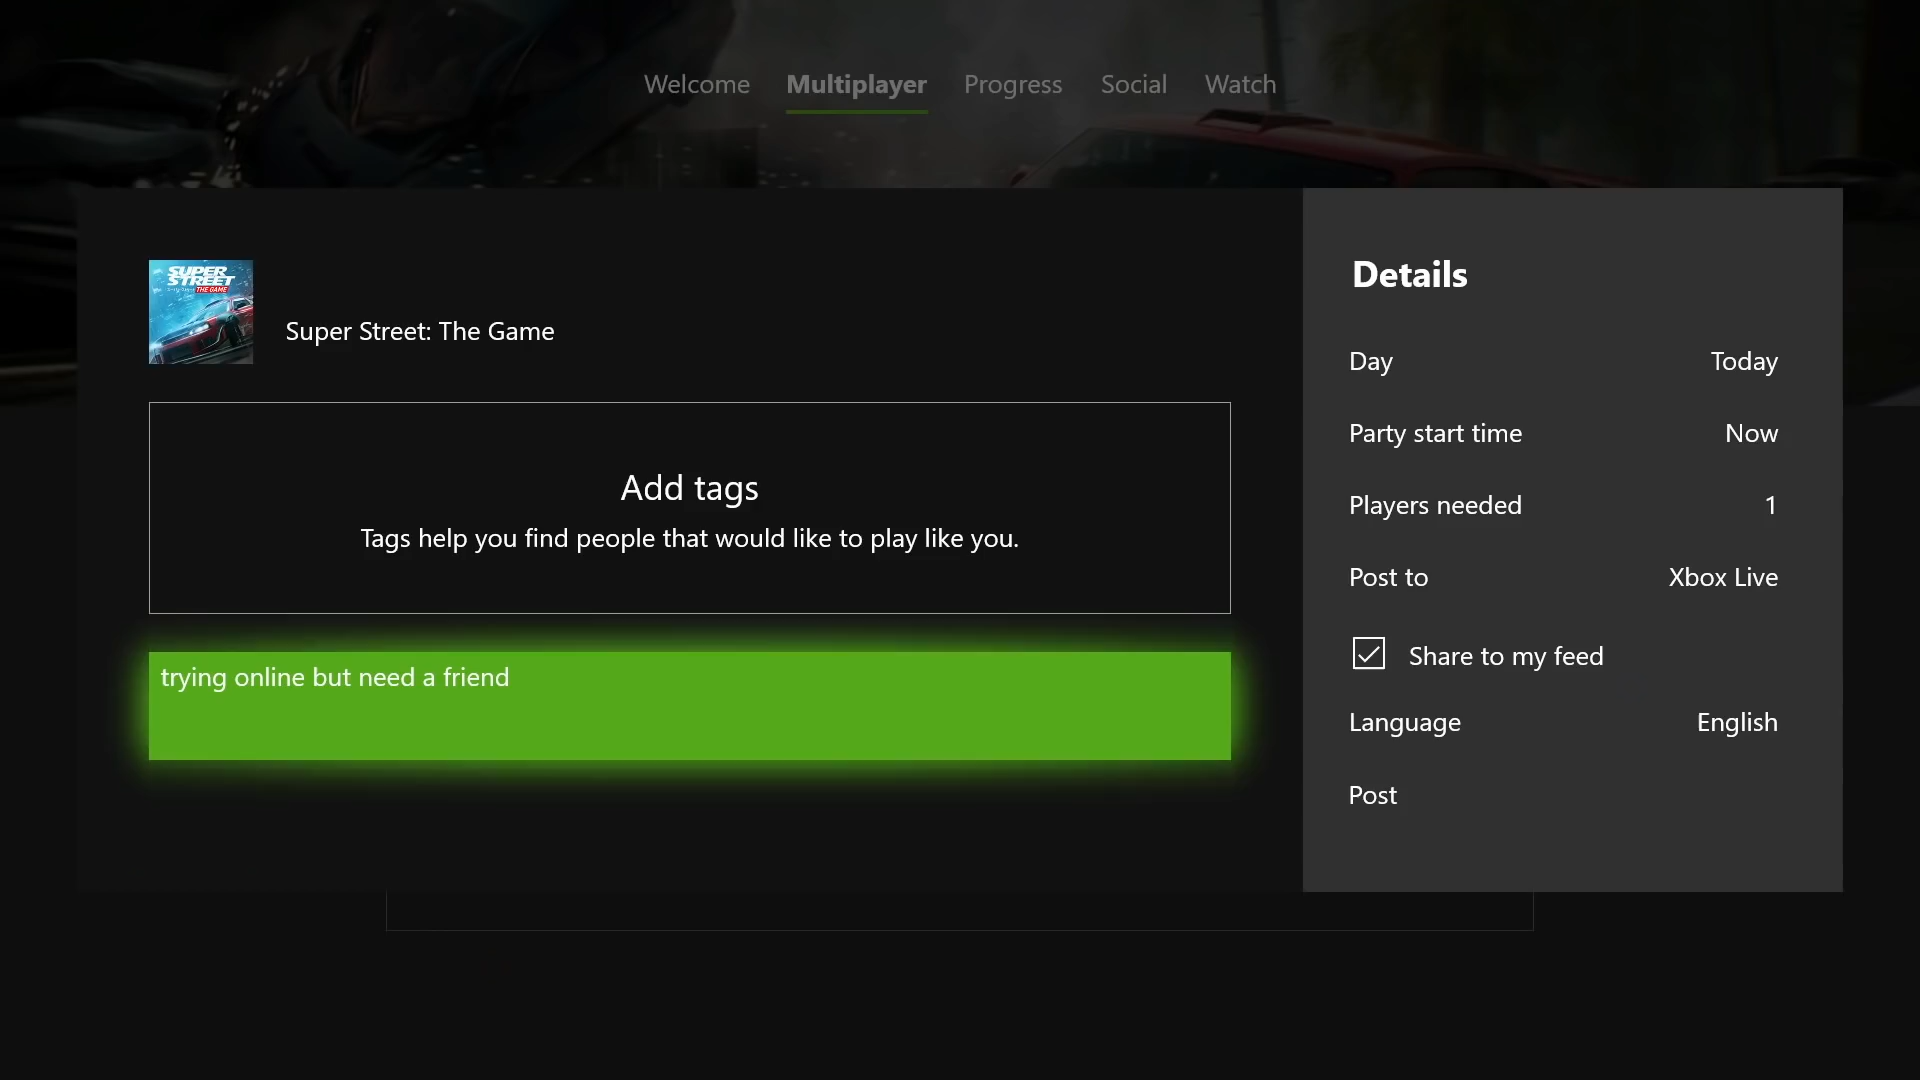 Welcome Multiplayer Progress Social Watch
SUPER
STREET
THE GAME
Super Street: The Game
Add tags
Tags help you find people that would like to play like you.
trying online but need a friend
Details
Day Today
Party start time Now
Players needed 1
Post to Xbox Live
Share to my feed
Language English
Post